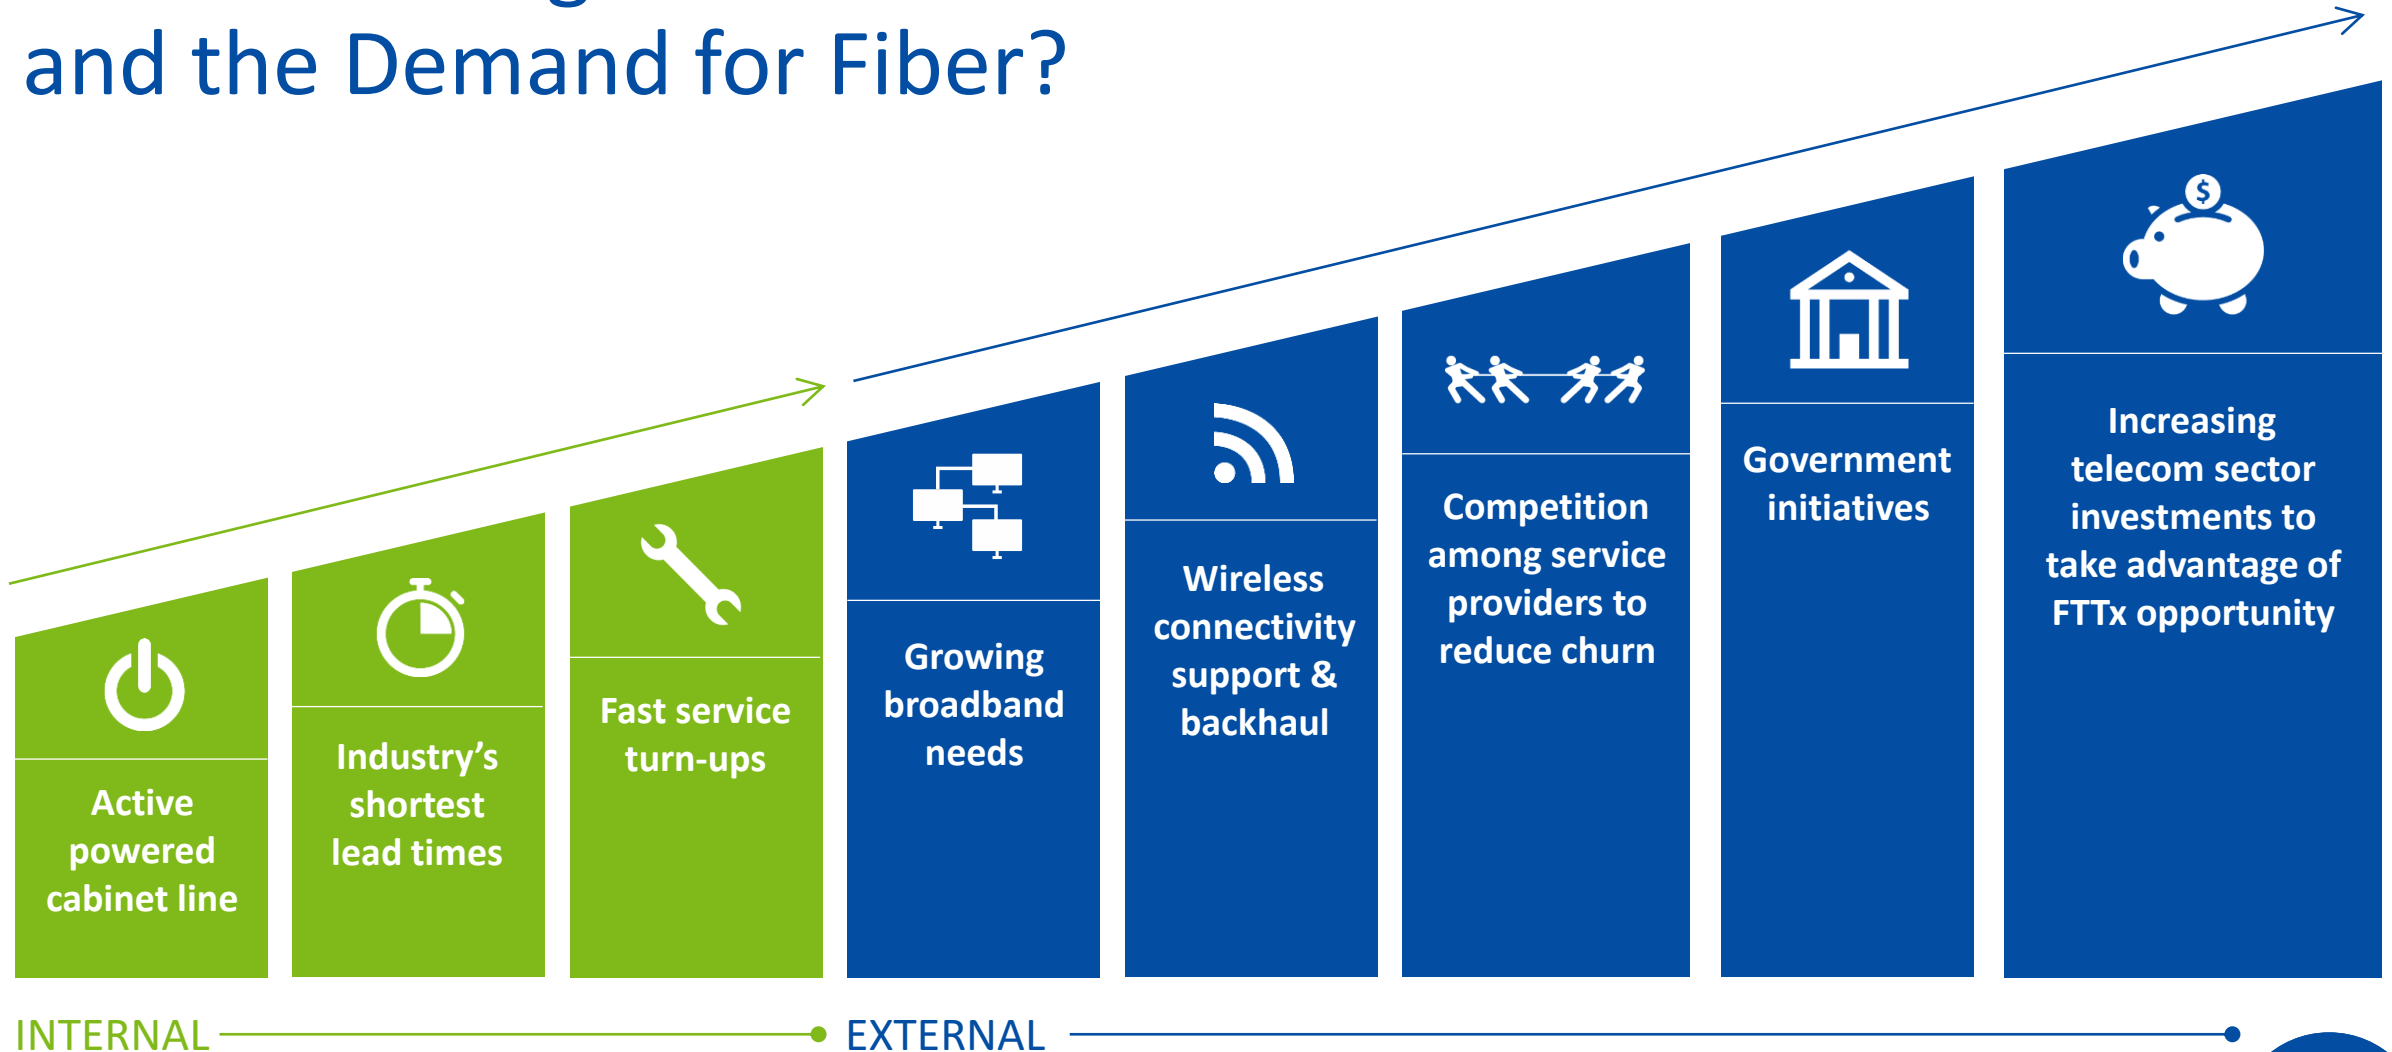 and the Demand for Fiber?
$
Active
powered
cabinet line
Industry’s
shortest
lead times
Fast service
turn-ups
Growing
broadband
needs
Wireless
connectivity
support &
backhaul
Competition
among service
providers to
reduce churn
Government
initiatives
Increasing
telecom sector
investments to
take advantage of
FTTx opportunity
INTERNAL
EXTERNAL